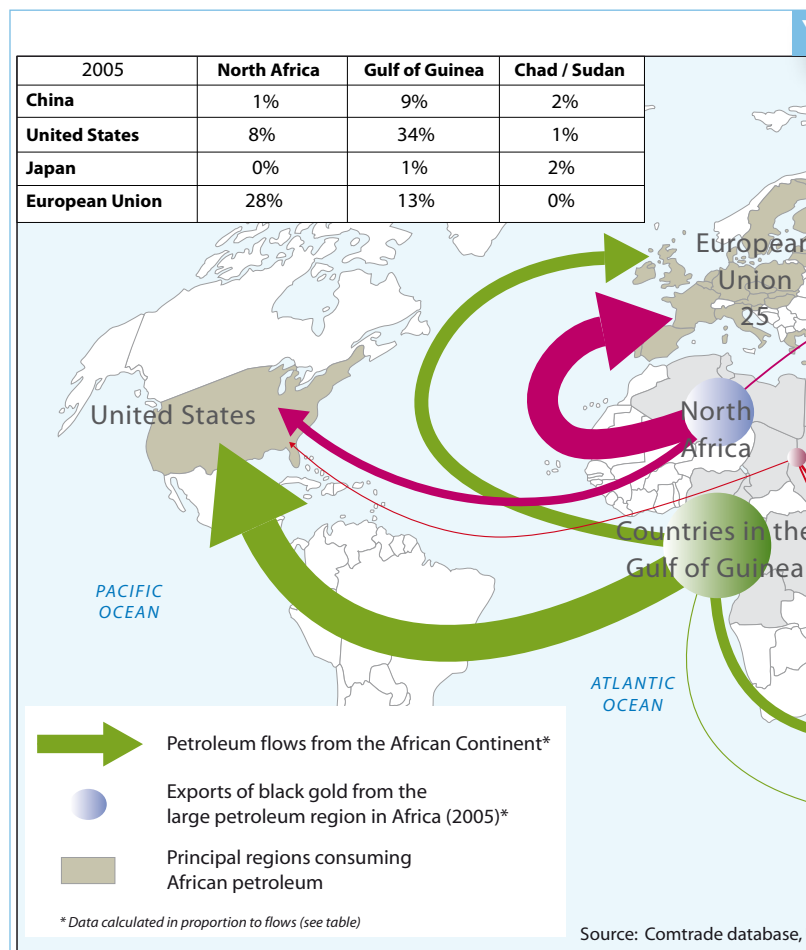 2005 North Africa Gulf of Guinea Chad / Sudan
China 1% 9% 2%
United States 8% 34% 1%
Japan 0% 1% 2%
European Union 28% 13% 0%
European
Union
25
United States
North
Africa
Countries in the
Gulf of Guinea
PACIFIC
OCEAN
ATLANTIC
OCEAN
Petroleum flows from the African Continent*
Exports of black gold from the
large petroleum region in Africa (2005)*
Principal regions consuming
African petroleum
* Data calculated in proportion to flows (see table)
Source: Comtrade database,